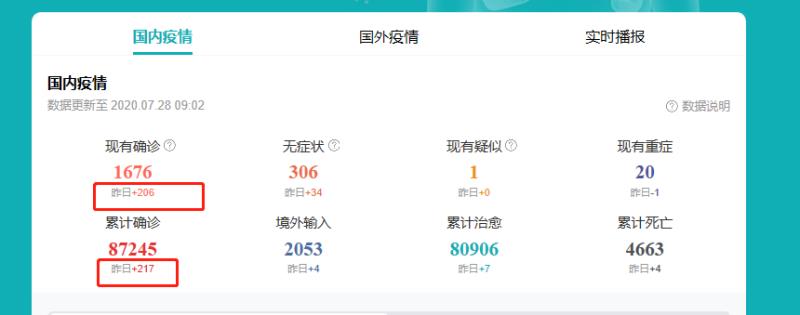 国内疫情 国外疫情 实时播报
国内疫情
数据更新至 2020.07.28 09:02 ? 数据说明
现有确诊? 无症状? 现有疑似? 现有重症
1676 306 1 20
昨日+206 昨日+34 昨日+0 昨日-1
累计确诊 境外输入 累计治愈 累计死亡
87245 2053 80906 4663
昨日+217 昨日+4 昨日+7 昨日+4